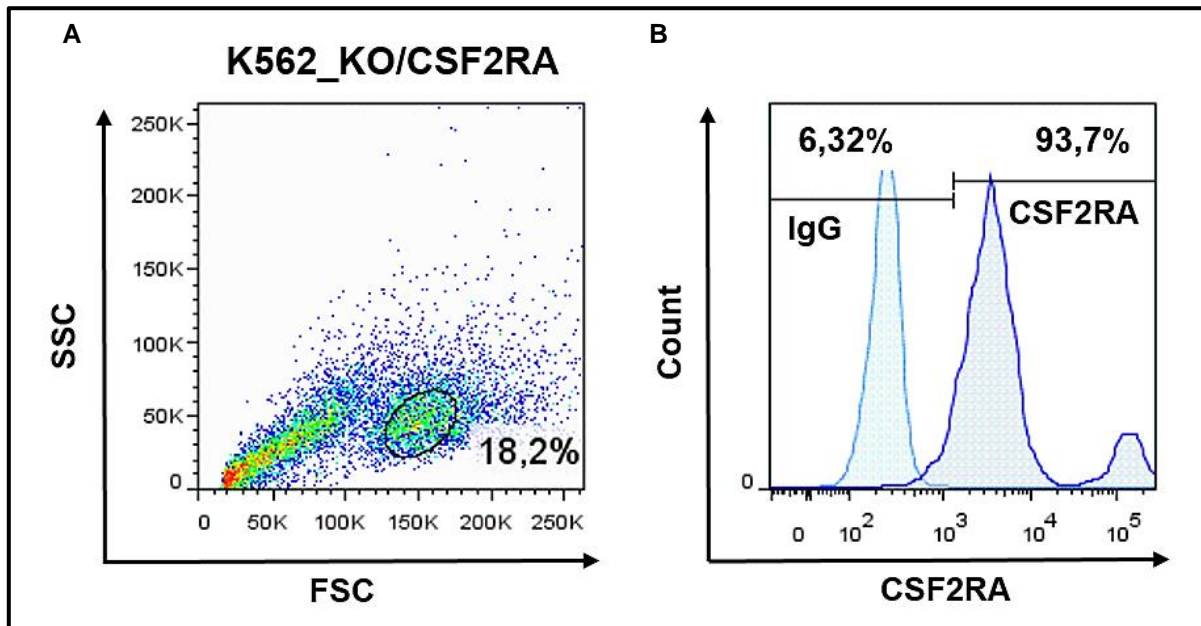 A
K562_KO/CSF2RA
250K
200K
150K
100K
50K
0
SSC
18,2%
0 50K 100K 150K 200K 250K
FSC
B
6,32% 93,7%
IgG CSF2RA
Count
0
0 10² 10³ 10⁴ 10⁵
CSF2RA